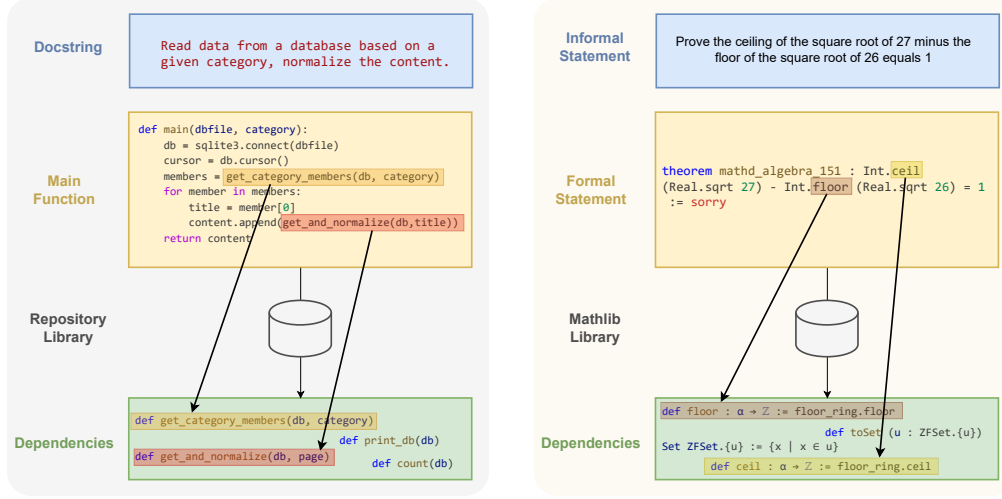 Docstring
Read data from a database based on a
given category, normalize the content.
Main
Function
def main(dbfile, category):
    db = sqlite3.connect(dbfile)
    cursor = db.cursor()
    members = get_category_members(db, category)
    for member in members:
        title = member[0]
        content.append(get_and_normalize(db,title))
    return content
Repository
Library
Dependencies
def get_category_members(db, category)
def print_db(db)
def get_and_normalize(db, page)
def count(db)
Informal
Statement
Prove the ceiling of the square root of 27 minus the
floor of the square root of 26 equals 1
Formal
Statement
theorem mathd_algebra_151 : Int.ceil
(Real.sqrt 27) - Int.floor (Real.sqrt 26) = 1
:= sorry
Mathlib
Library
Dependencies
def floor : α → ℤ := floor_ring.floor
def toSet (u : ZFSet.{u})
Set ZFSet.{u} := {x | x ∈ u}
def ceil : α → ℤ := floor_ring.ceil